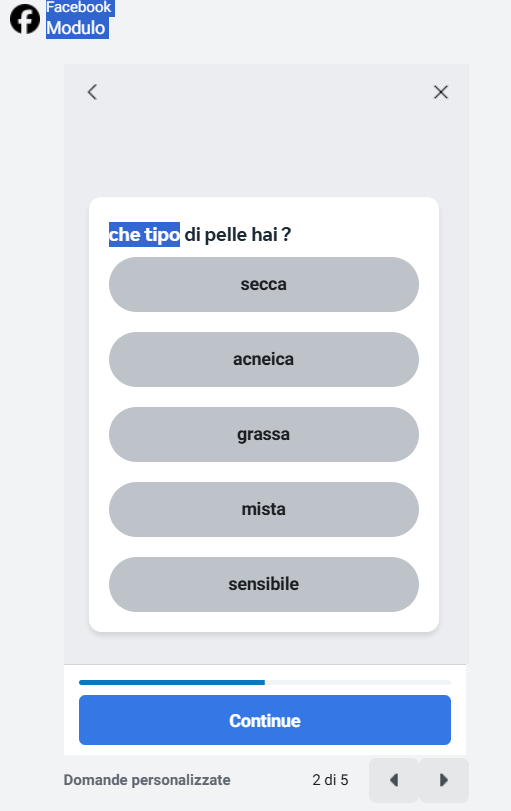 Facebook
Modulo
che tipo di pelle hai ?
secca
acneica
grassa
mista
sensibile
Continue
Domande personalizzate
2 di 5